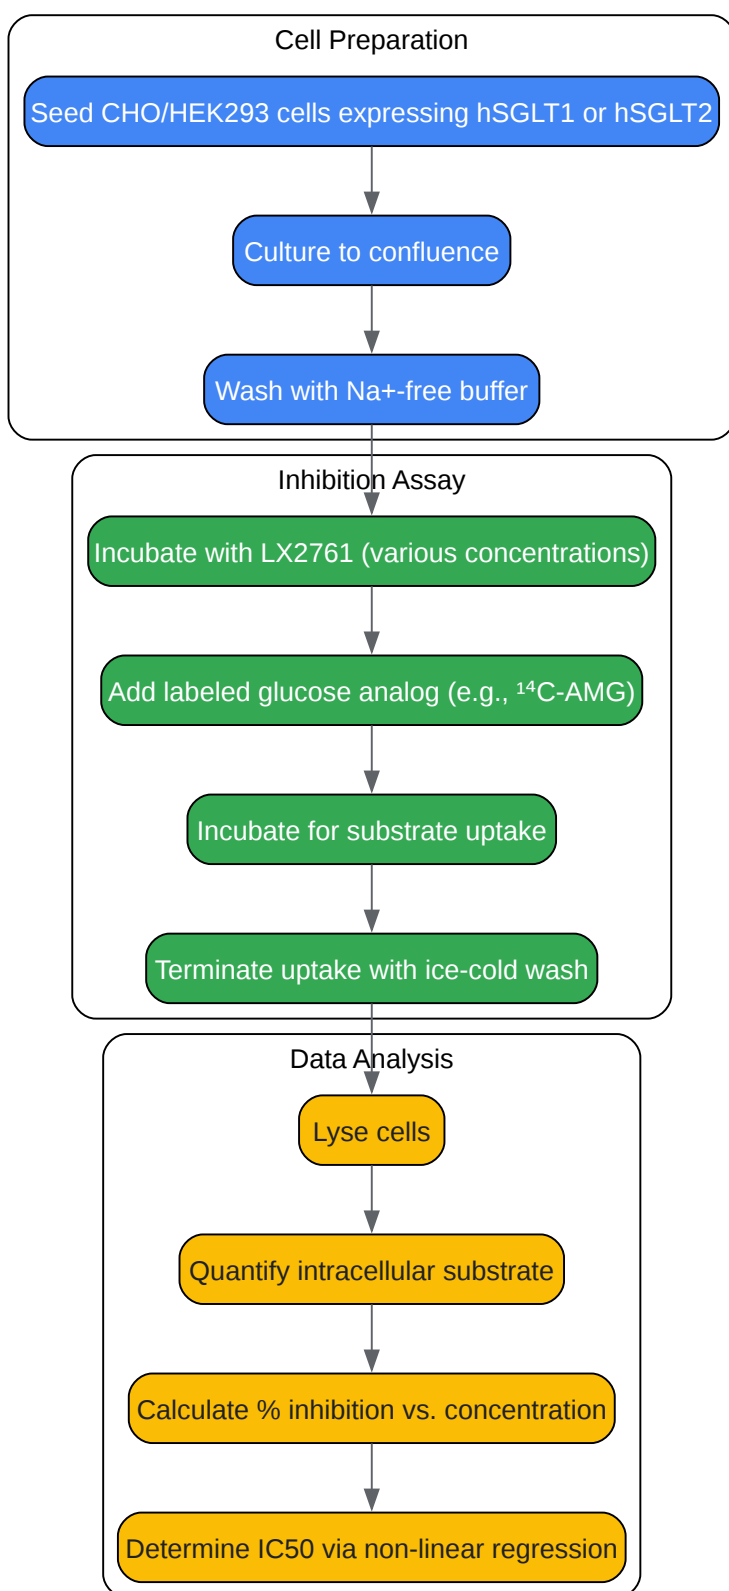 Cell Preparation
Seed CHO/HEK293 cells expressing hSGLT1 or hSGLT2
Culture to confluence
Wash with Na+-free buffer
Inhibition Assay
Incubate with LX2761 (various concentrations)
Add labeled glucose analog (e.g., ¹⁴C-AMG)
Incubate for substrate uptake
Terminate uptake with ice-cold wash
Data Analysis
Lyse cells
Quantify intracellular substrate
Calculate % inhibition vs. concentration
Determine IC50 via non-linear regression